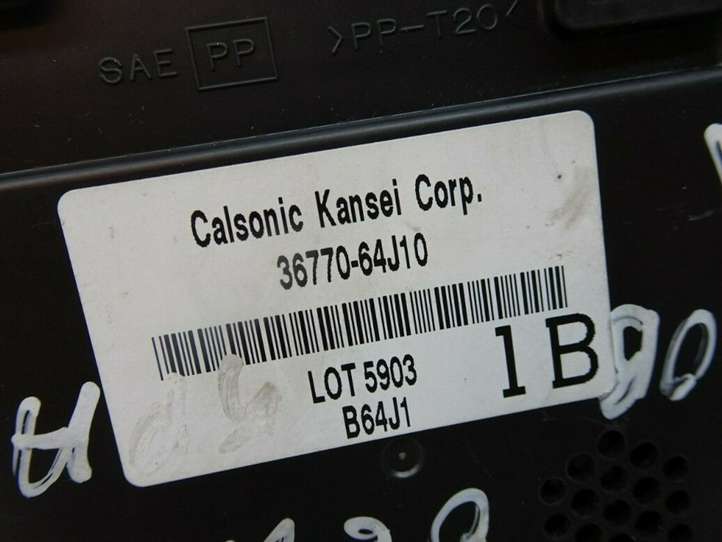 SAE PP >PP-T20<
Calsonic Kansei Corp.
36770-64J10
LOT 5903 1B
B64J1